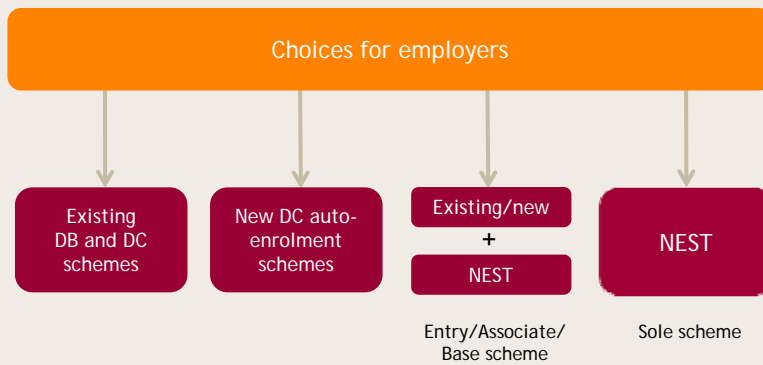 Choices for employers
Existing
DB and DC
schemes
New DC auto-
enrolment
schemes
Existing/new
+
NEST
Entry/Associate/
Base scheme
NEST
Sole scheme